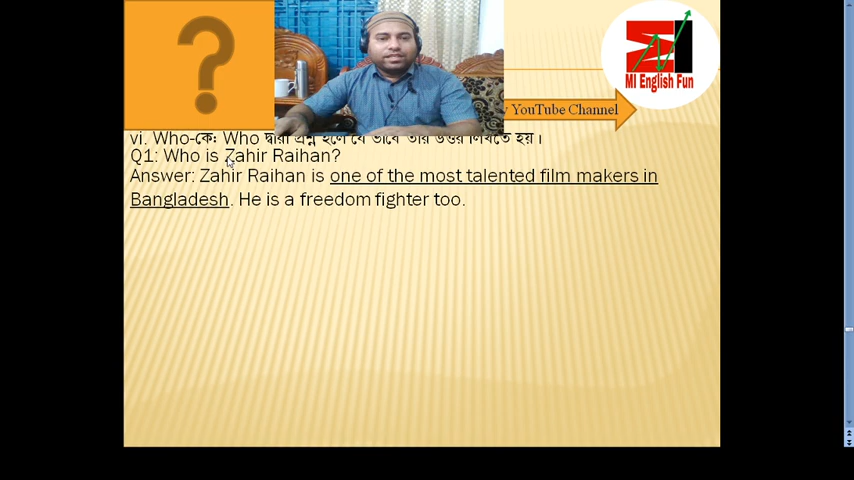 ?
MI English Fun
YouTube Channel
vi. Who-কে: Who দ্বারা প্রশ্ন হলে যে ভাবে তার উত্তর লিখতে হয়।
Q1: Who is Zahir Raihan?
Answer: Zahir Raihan is one of the most talented film makers in
Bangladesh. He is a freedom fighter too.